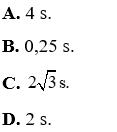 A. 4 s.
B. 0,25 s.
C. 2√3 s.
D. 2 s.